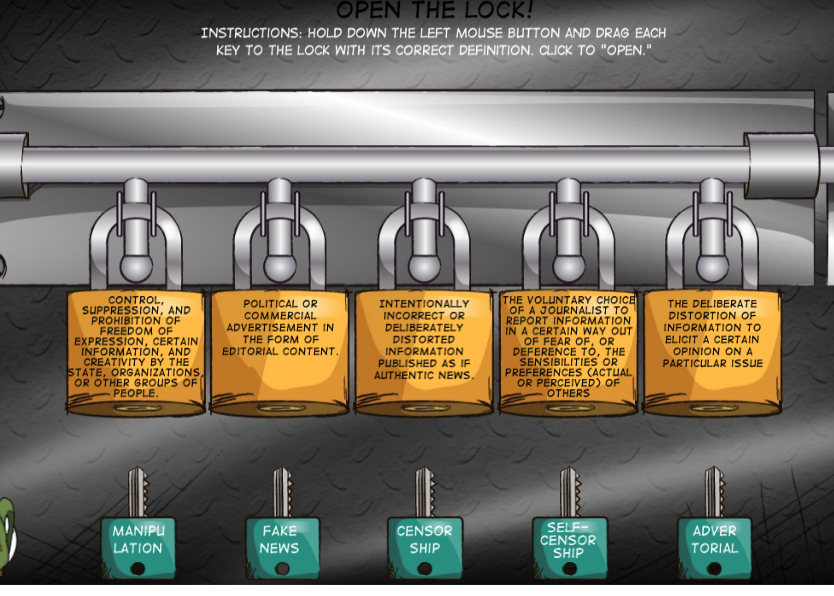 OPEN THE LOCK!
INSTRUCTIONS: HOLD DOWN THE LEFT MOUSE BUTTON AND DRAG EACH
KEY TO THE LOCK WITH ITS CORRECT DEFINITION. CLICK TO "OPEN."
CONTROL,
SUPPRESSION, AND
PROHIBITION OF
FREEDOM OF
EXPRESSION, CERTAIN
INFORMATION, AND
CREATIVITY BY THE
STATE, ORGANIZATIONS,
OR OTHER GROUPS OF
PEOPLE.
POLITICAL OR
COMMERCIAL
ADVERTISEMENT IN
THE FORM OF
EDITORIAL CONTENT.
INTENTIONALLY
INCORRECT OR
DELIBERATELY
DISTORTED
INFORMATION
PUBLISHED AS IF
AUTHENTIC NEWS.
THE VOLUNTARY CHOICE
OF A JOURNALIST TO
REPORT INFORMATION
IN A CERTAIN WAY OUT
OF FEAR OF, OR
DEFERENCE TO, THE
SENSIBILITIES OR
PREFERENCES (ACTUAL
OR PERCEIVED) OF
OTHERS
THE DELIBERATE
DISTORTION OF
INFORMATION TO
ELICIT A CERTAIN
OPINION ON A
PARTICULAR ISSUE
MANIPU
LATION
FAKE
NEWS
CENSOR
SHIP
SELF-
CENSOR
SHIP
ADVER
TORIAL